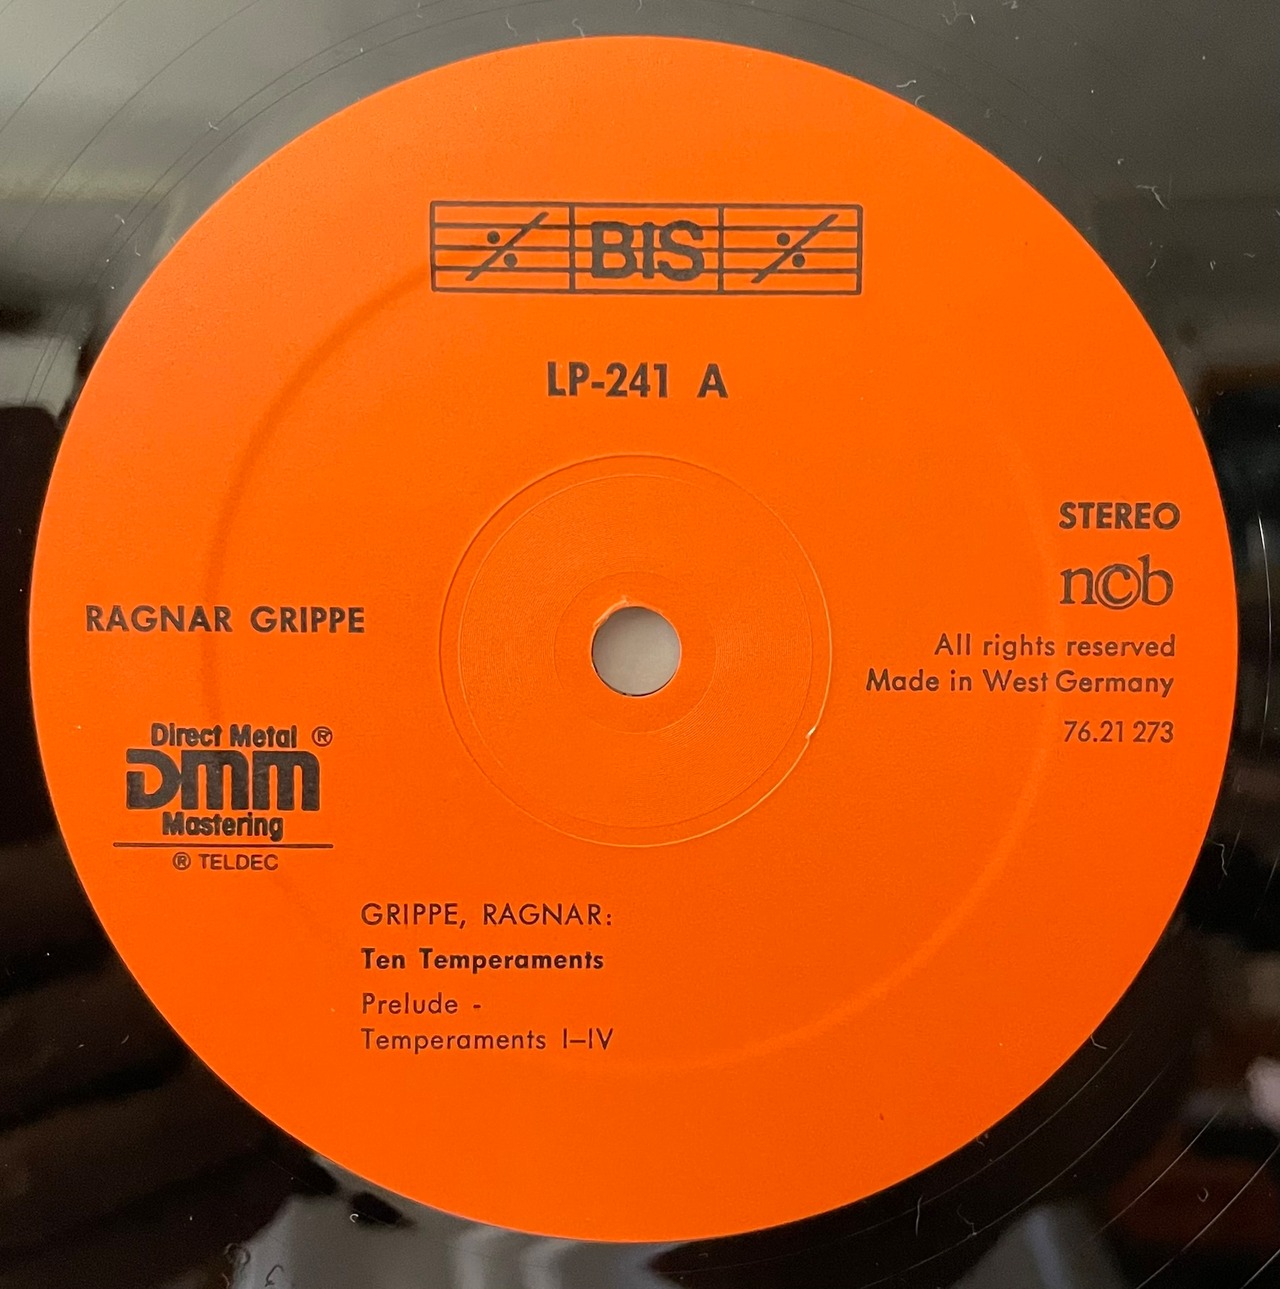 BIS
LP-241 A
STEREO
n©b
RAGNAR GRIPPE
All rights reserved
Made in West Germany
76.21 273
Direct Metal ®
DMM
Mastering
® TELDEC
GRIPPE, RAGNAR:
Ten Temperaments
Prelude -
Temperaments I–IV